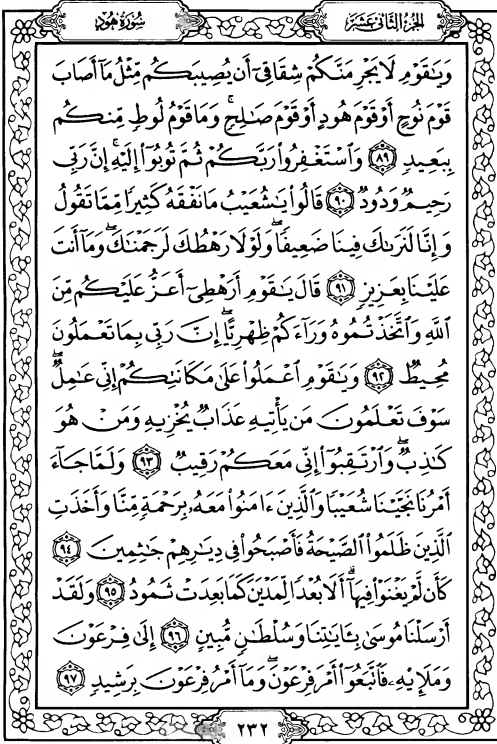 الجزء الثاني عشر
سورة هود
وَيَٰقَوْمِ لَا يَجْرِمَنَّكُمْ شِقَاقِىٓ أَن يُصِيبَكُم مِّثْلُ مَآ أَصَابَ
قَوْمَ نُوحٍ أَوْ قَوْمَ هُودٍ أَوْ قَوْمَ صَٰلِحٍ ۚ وَمَا قَوْمُ لُوطٍ مِّنكُم
بِبَعِيدٍ ٨٩ وَٱسْتَغْفِرُوا۟ رَبَّكُمْ ثُمَّ تُوبُوٓا۟ إِلَيْهِ ۚ إِنَّ رَبِّى
رَحِيمٌ وَدُودٌ ٩٠ قَالُوا۟ يَٰشُعَيْبُ مَا نَفْقَهُ كَثِيرًا مِّمَّا تَقُولُ
وَإِنَّا لَنَرَىٰكَ فِينَا ضَعِيفًا ۖ وَلَوْلَا رَهْطُكَ لَرَجَمْنَٰكَ ۖ وَمَآ أَنتَ
عَلَيْنَا بِعَزِيزٍ ٩١ قَالَ يَٰقَوْمِ أَرَهْطِىٓ أَعَزُّ عَلَيْكُم مِّنَ
ٱللَّهِ وَٱتَّخَذْتُمُوهُ وَرَآءَكُمْ ظِهْرِيًّا ۖ إِنَّ رَبِّى بِمَا تَعْمَلُونَ
مُحِيطٌ ٩٢ وَيَٰقَوْمِ ٱعْمَلُوا۟ عَلَىٰ مَكَانَتِكُمْ إِنِّى عَٰمِلٌ ۖ
سَوْفَ تَعْلَمُونَ مَن يَأْتِيهِ عَذَابٌ يُخْزِيهِ وَمَنْ هُوَ
كَٰذِبٌ ۖ وَٱرْتَقِبُوٓا۟ إِنِّى مَعَكُمْ رَقِيبٌ ٩٣ وَلَمَّا جَآءَ
أَمْرُنَا نَجَّيْنَا شُعَيْبًا وَٱلَّذِينَ ءَامَنُوا۟ مَعَهُۥ بِرَحْمَةٍ مِّنَّا وَأَخَذَتِ
ٱلَّذِينَ ظَلَمُوا۟ ٱلصَّيْحَةُ فَأَصْبَحُوا۟ فِى دِيَٰرِهِمْ جَٰثِمِينَ ٩٤
كَأَن لَّمْ يَغْنَوْا۟ فِيهَآ ۗ أَلَا بُعْدًا لِّمَدْيَنَ كَمَا بَعِدَتْ ثَمُودُ ٩٥ وَلَقَدْ
أَرْسَلْنَا مُوسَىٰ بِـَٔايَٰتِنَا وَسُلْطَٰنٍ مُّبِينٍ ٩٦ إِلَىٰ فِرْعَوْنَ
وَمَلَإِي۟هِۦ فَٱتَّبَعُوٓا۟ أَمْرَ فِرْعَوْنَ ۖ وَمَآ أَمْرُ فِرْعَوْنَ بِرَشِيدٍ ٩٧
٢٣٢